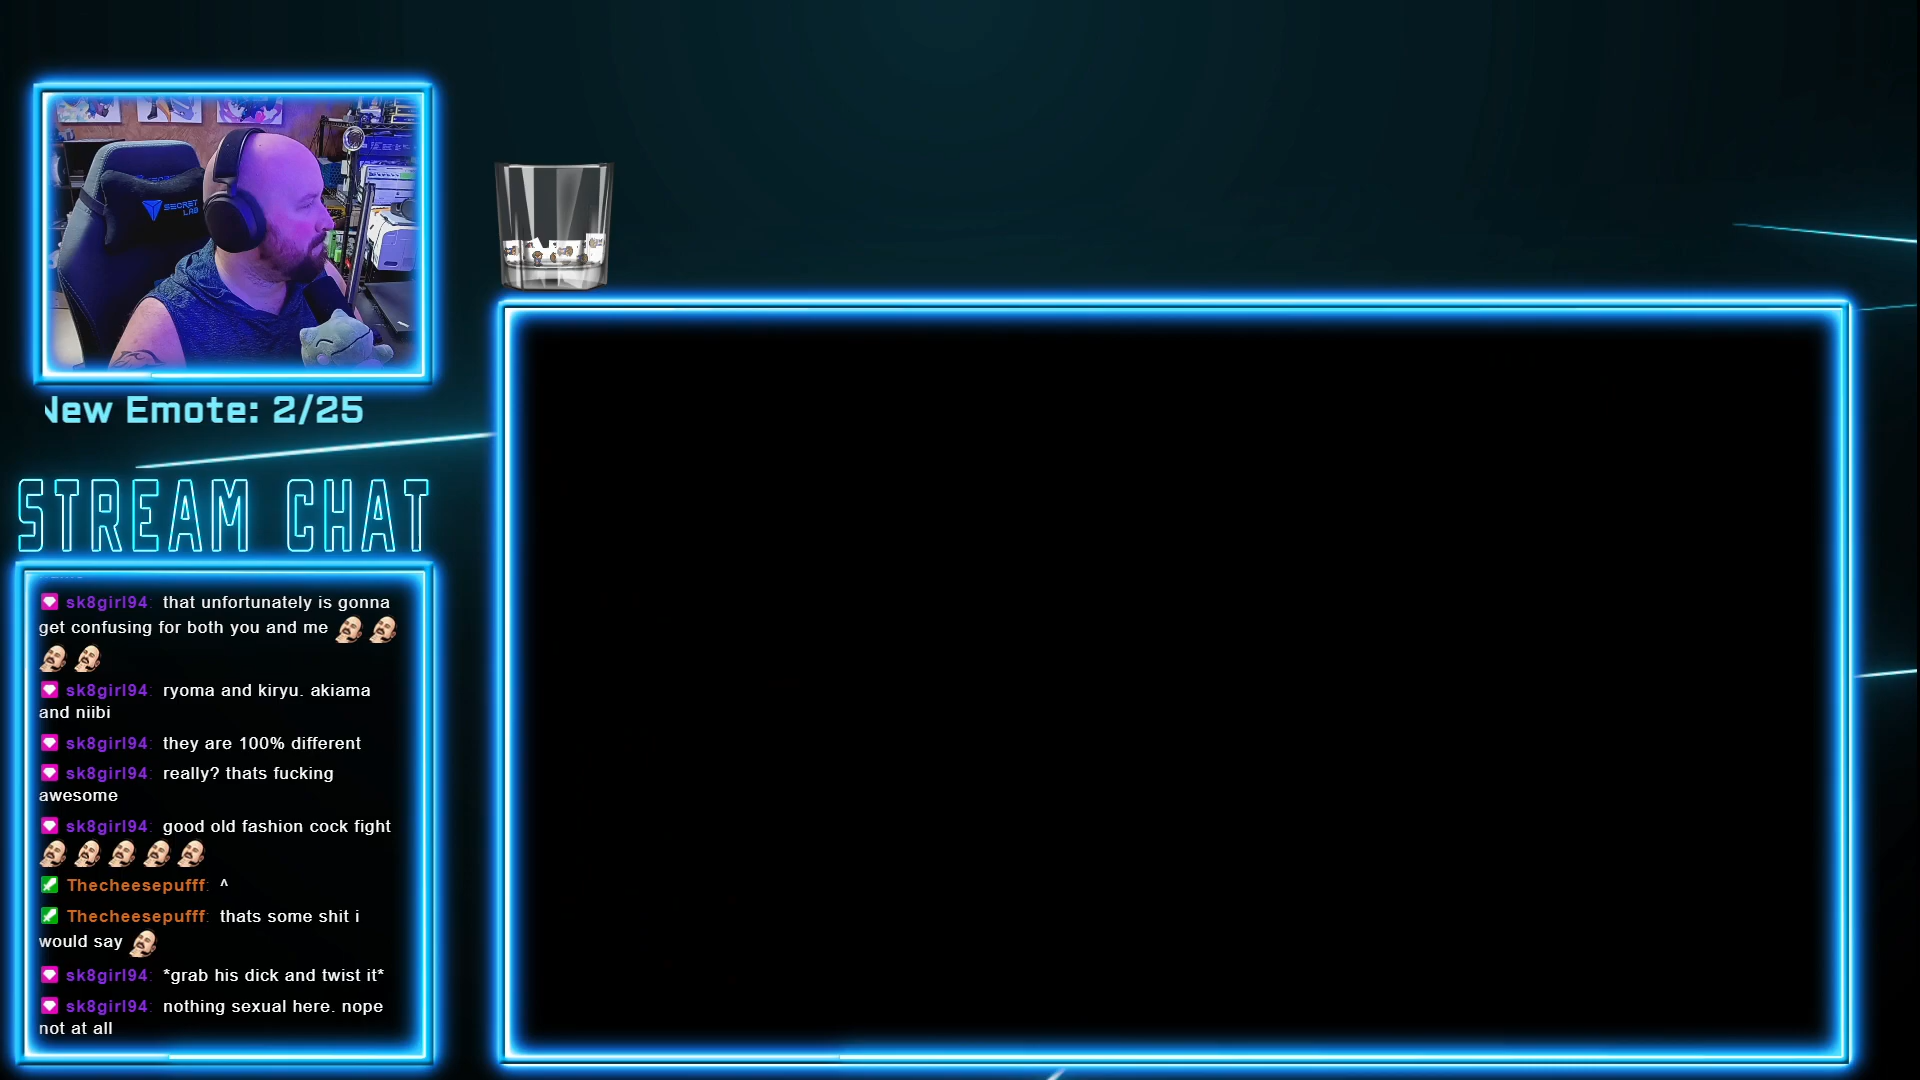 SECRET
LAB
New Emote: 2/25
STREAM CHAT
sk8girl94: that unfortunately is gonna
get confusing for both you and me
sk8girl94: ryoma and kiryu. akiama
and niibi
sk8girl94: they are 100% different
sk8girl94: really? thats fucking
awesome
sk8girl94: good old fashion cock fight
Thecheesepufff: ^
Thecheesepufff: thats some shit i
would say
sk8girl94: *grab his dick and twist it*
sk8girl94: nothing sexual here. nope
not at all